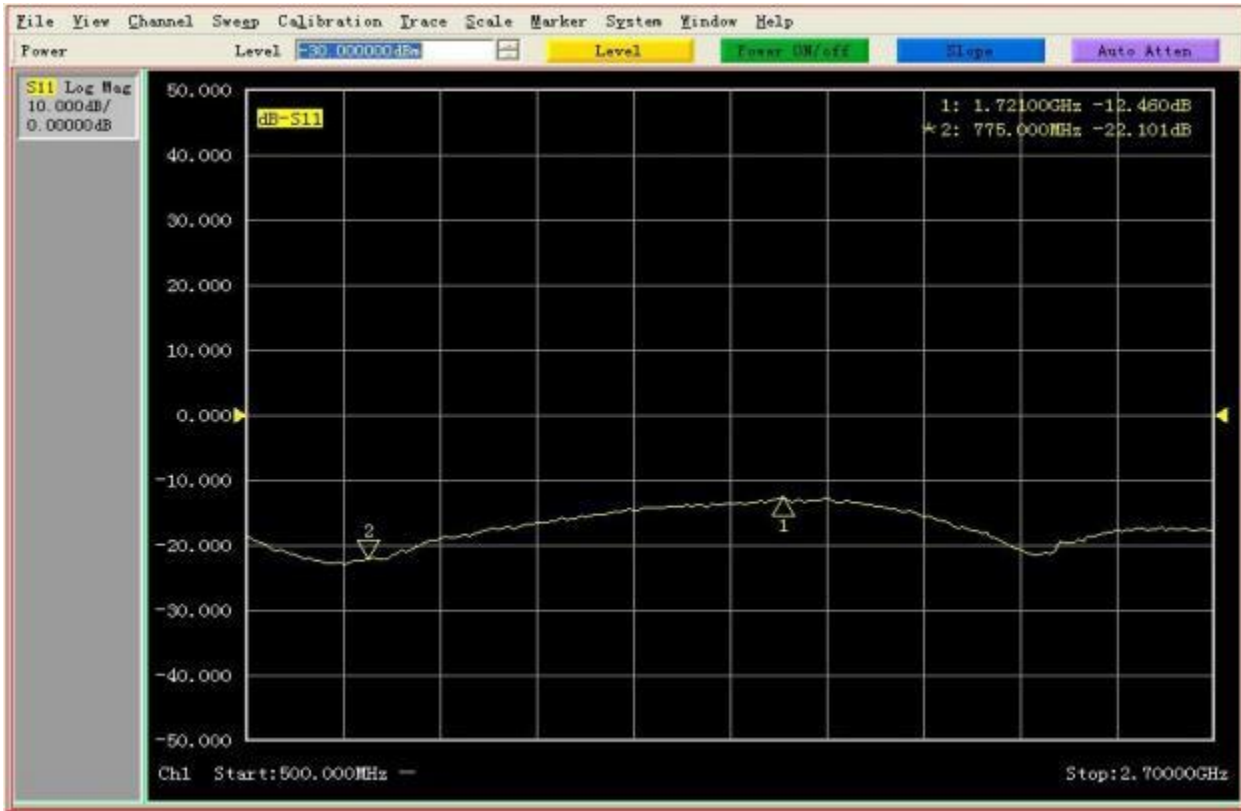 File View Channel Sweep Calibration Trace Scale Marker System Window Help
Power Level -30.000000dBm Level Power ON/off Slope Auto Atten
S11 Log Mag
10.000dB/
0.00000dB
dB-S11
1: 1.72100GHz -12.460dB
*2: 775.000MHz -22.101dB
50.000
40.000
30.000
20.000
10.000
0.000
-10.000
-20.000
-30.000
-40.000
-50.000
2
1
Ch1 Start:500.000MHz — Stop:2.70000GHz